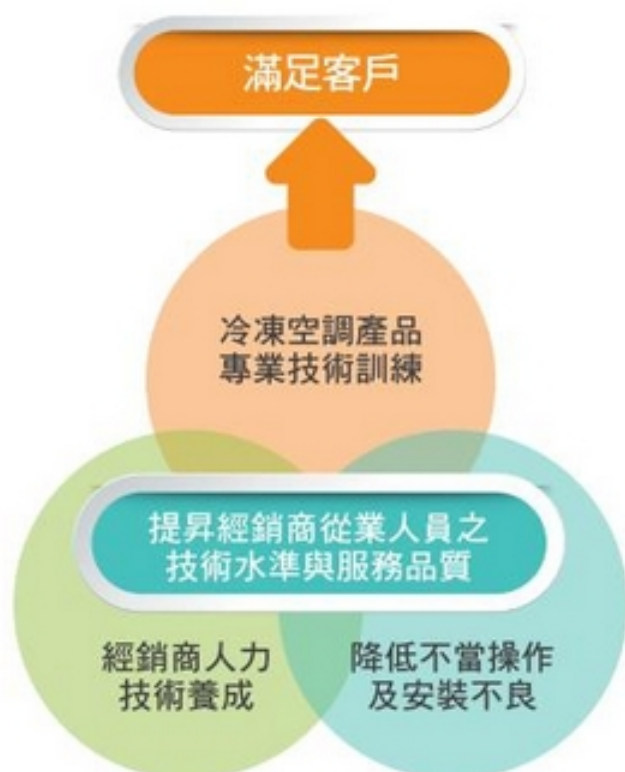 滿足客戶
冷凍空調產品
專業技術訓練
提昇經銷商從業人員之
技術水準與服務品質
經銷商人力
技術養成
降低不當操作
及安裝不良